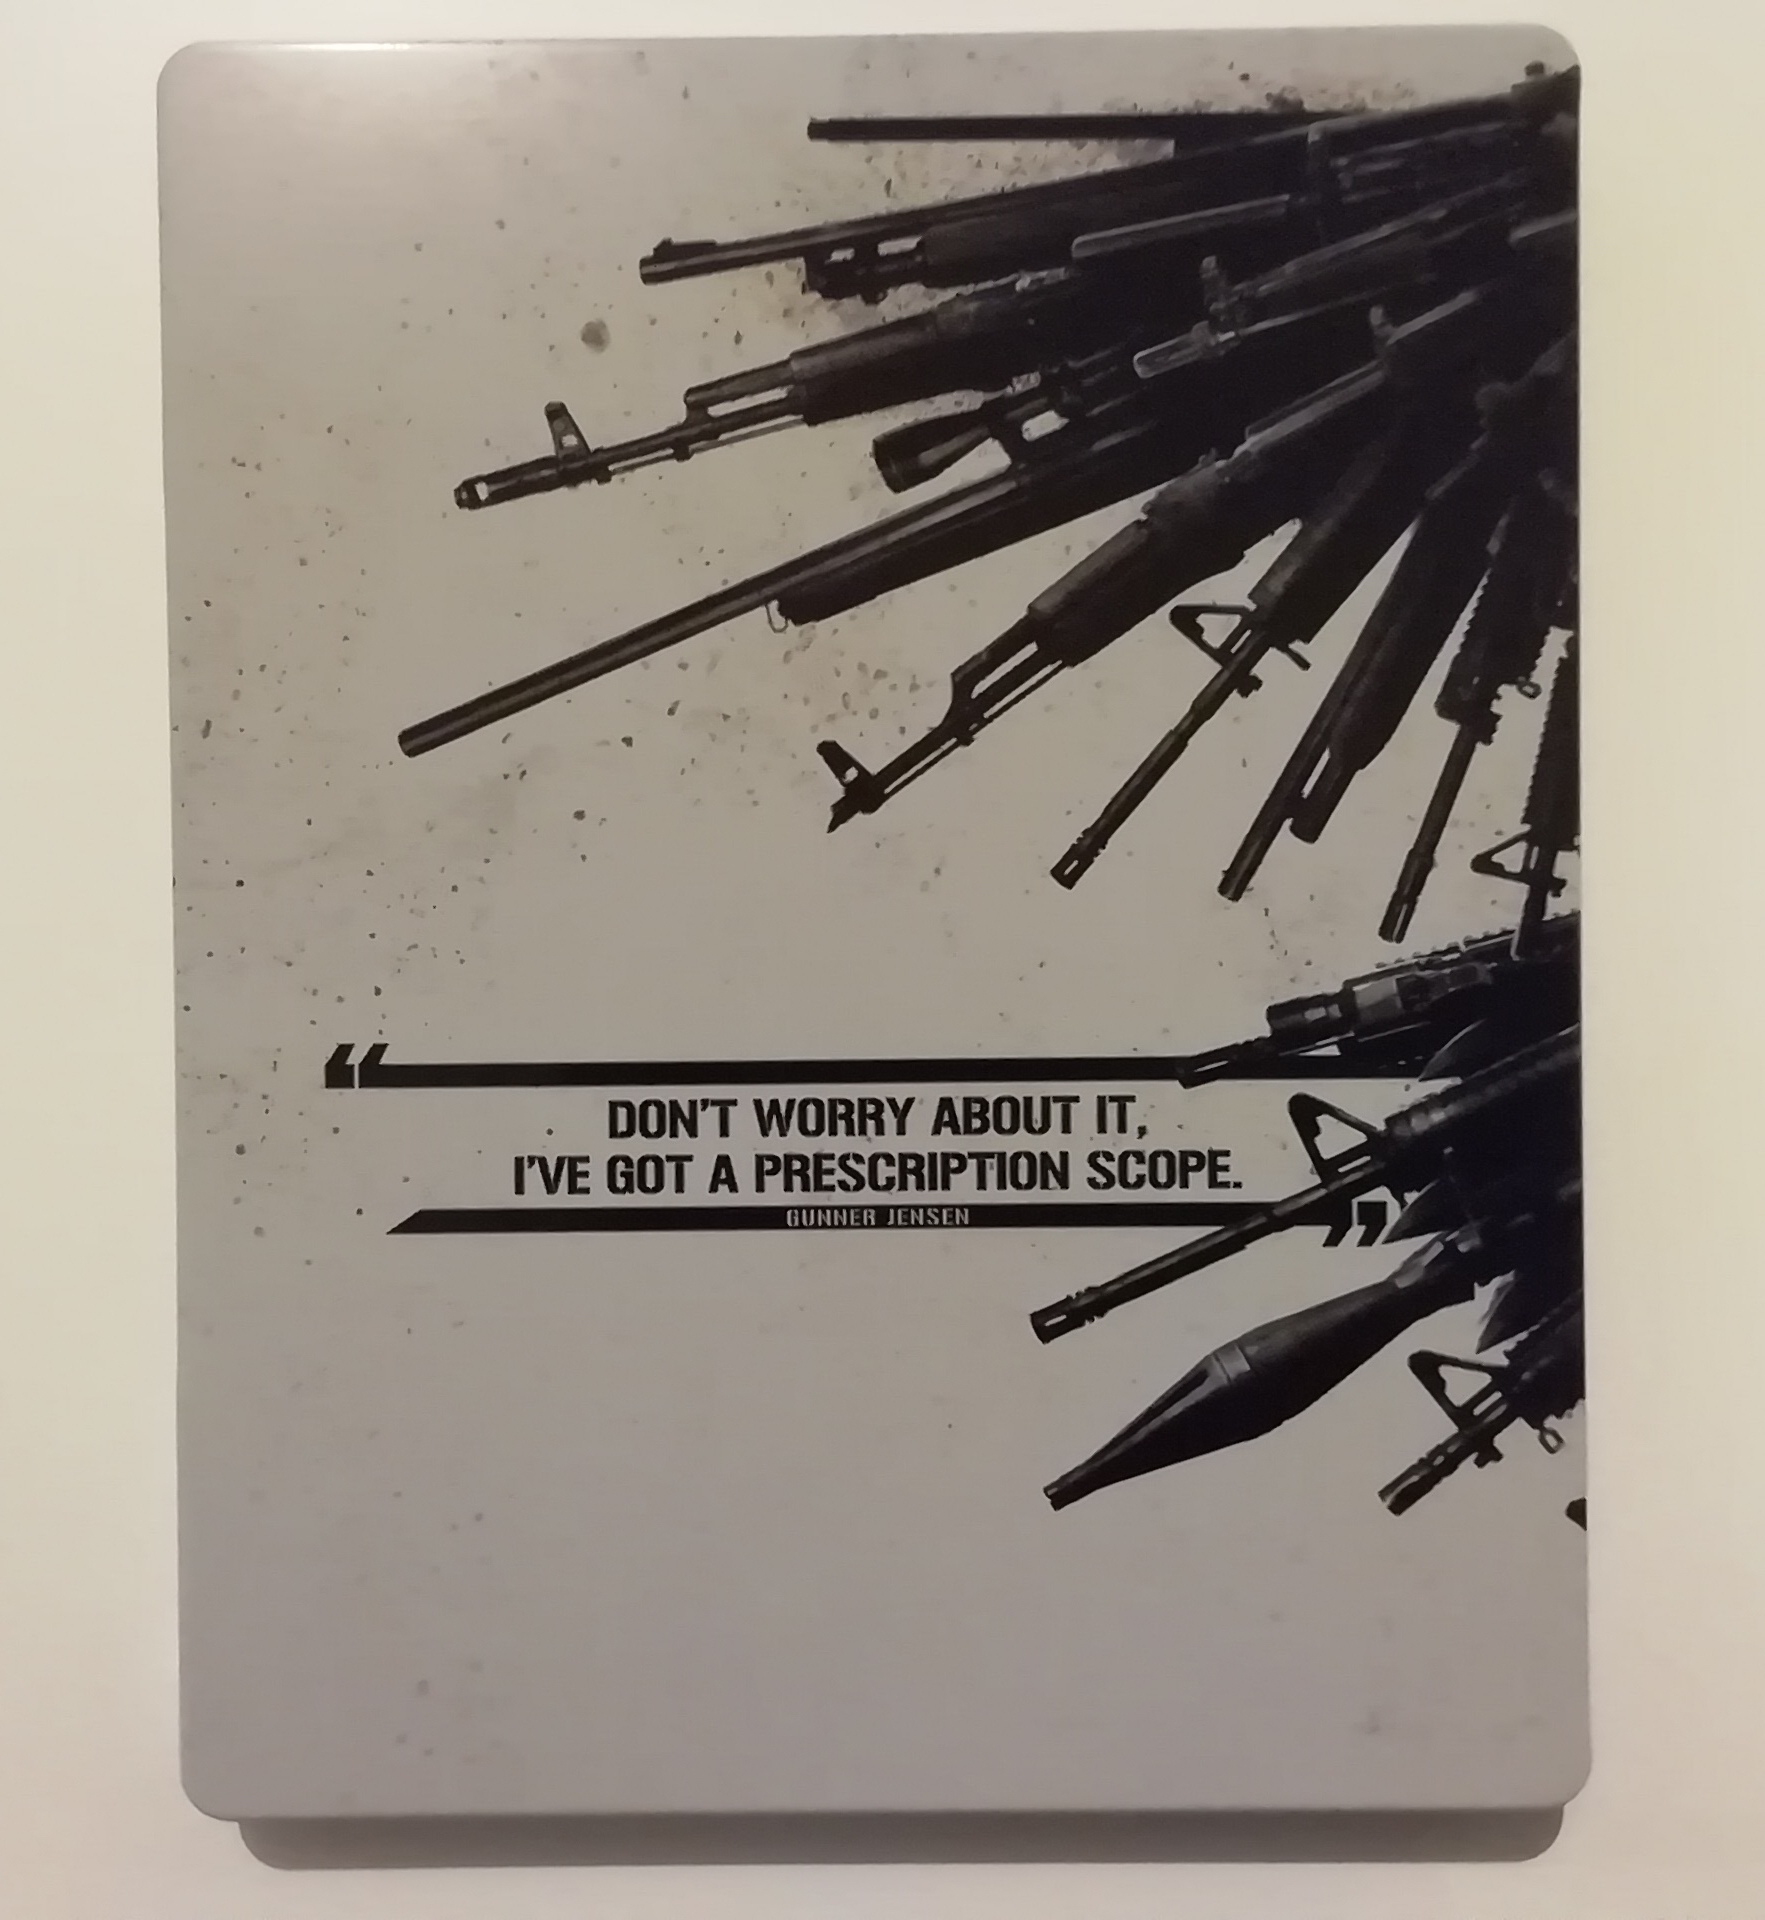 “
DON'T WORRY ABOUT IT,
I'VE GOT A PRESCRIPTION SCOPE.
GUNNER JENSEN
”